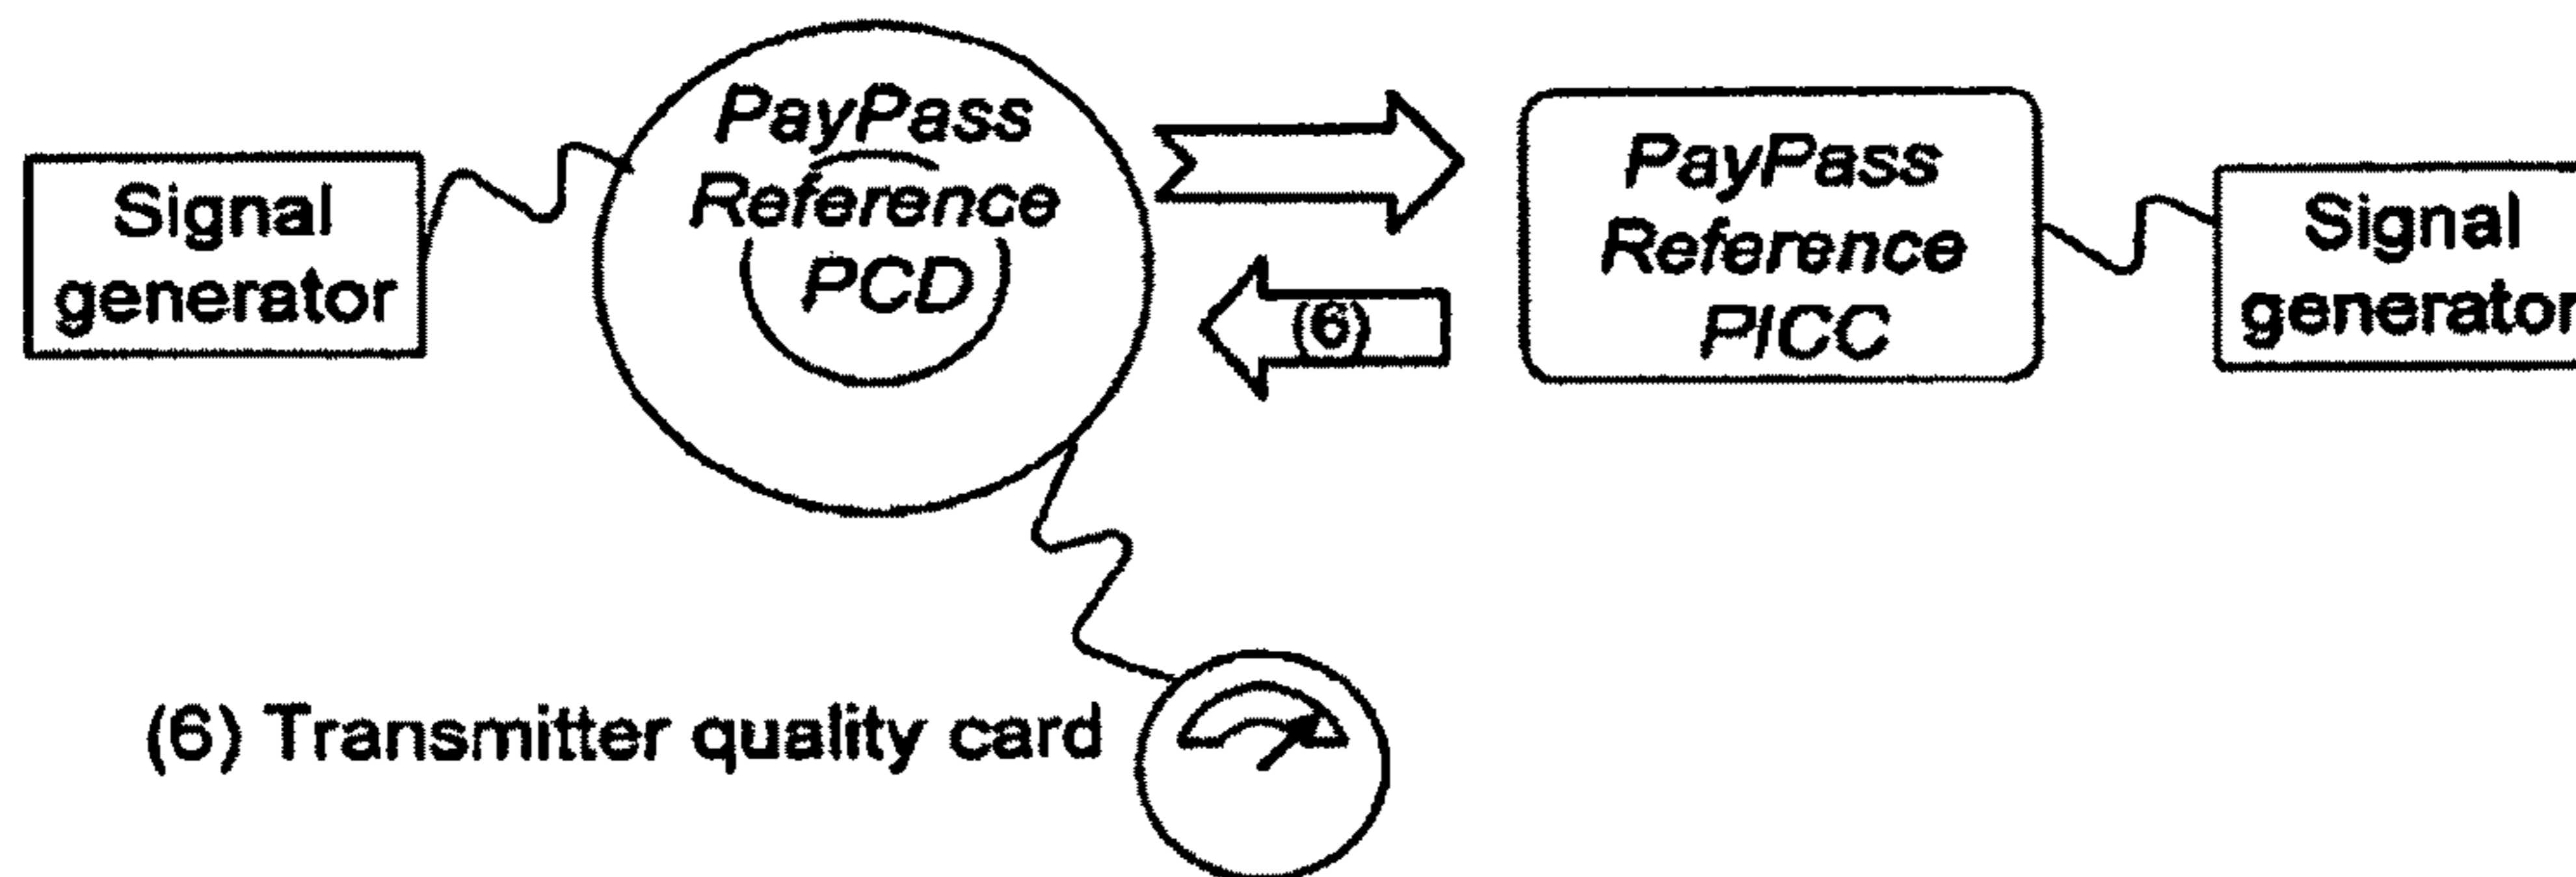 Signal
generator
PayPass
Reference
PCD
(6)
PayPass
Reference
PICC
Signal
generator
(6) Transmitter quality card